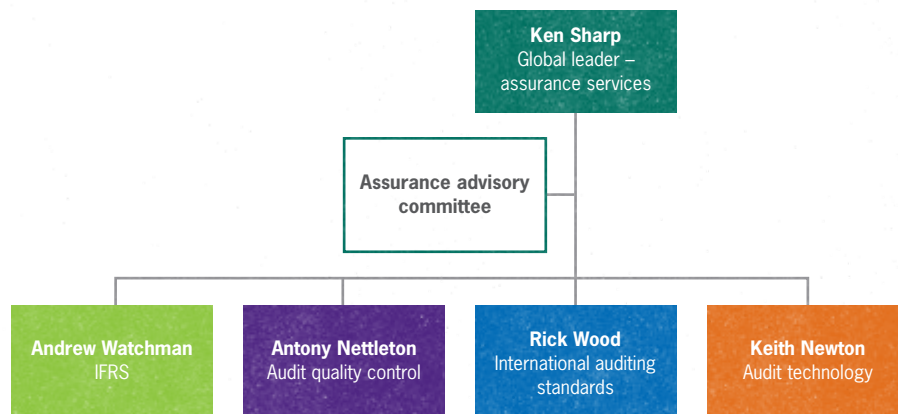 Ken Sharp
Global leader –
assurance services
Assurance advisory
committee
Andrew Watchman
IFRS
Antony Nettleton
Audit quality control
Rick Wood
International auditing
standards
Keith Newton
Audit technology